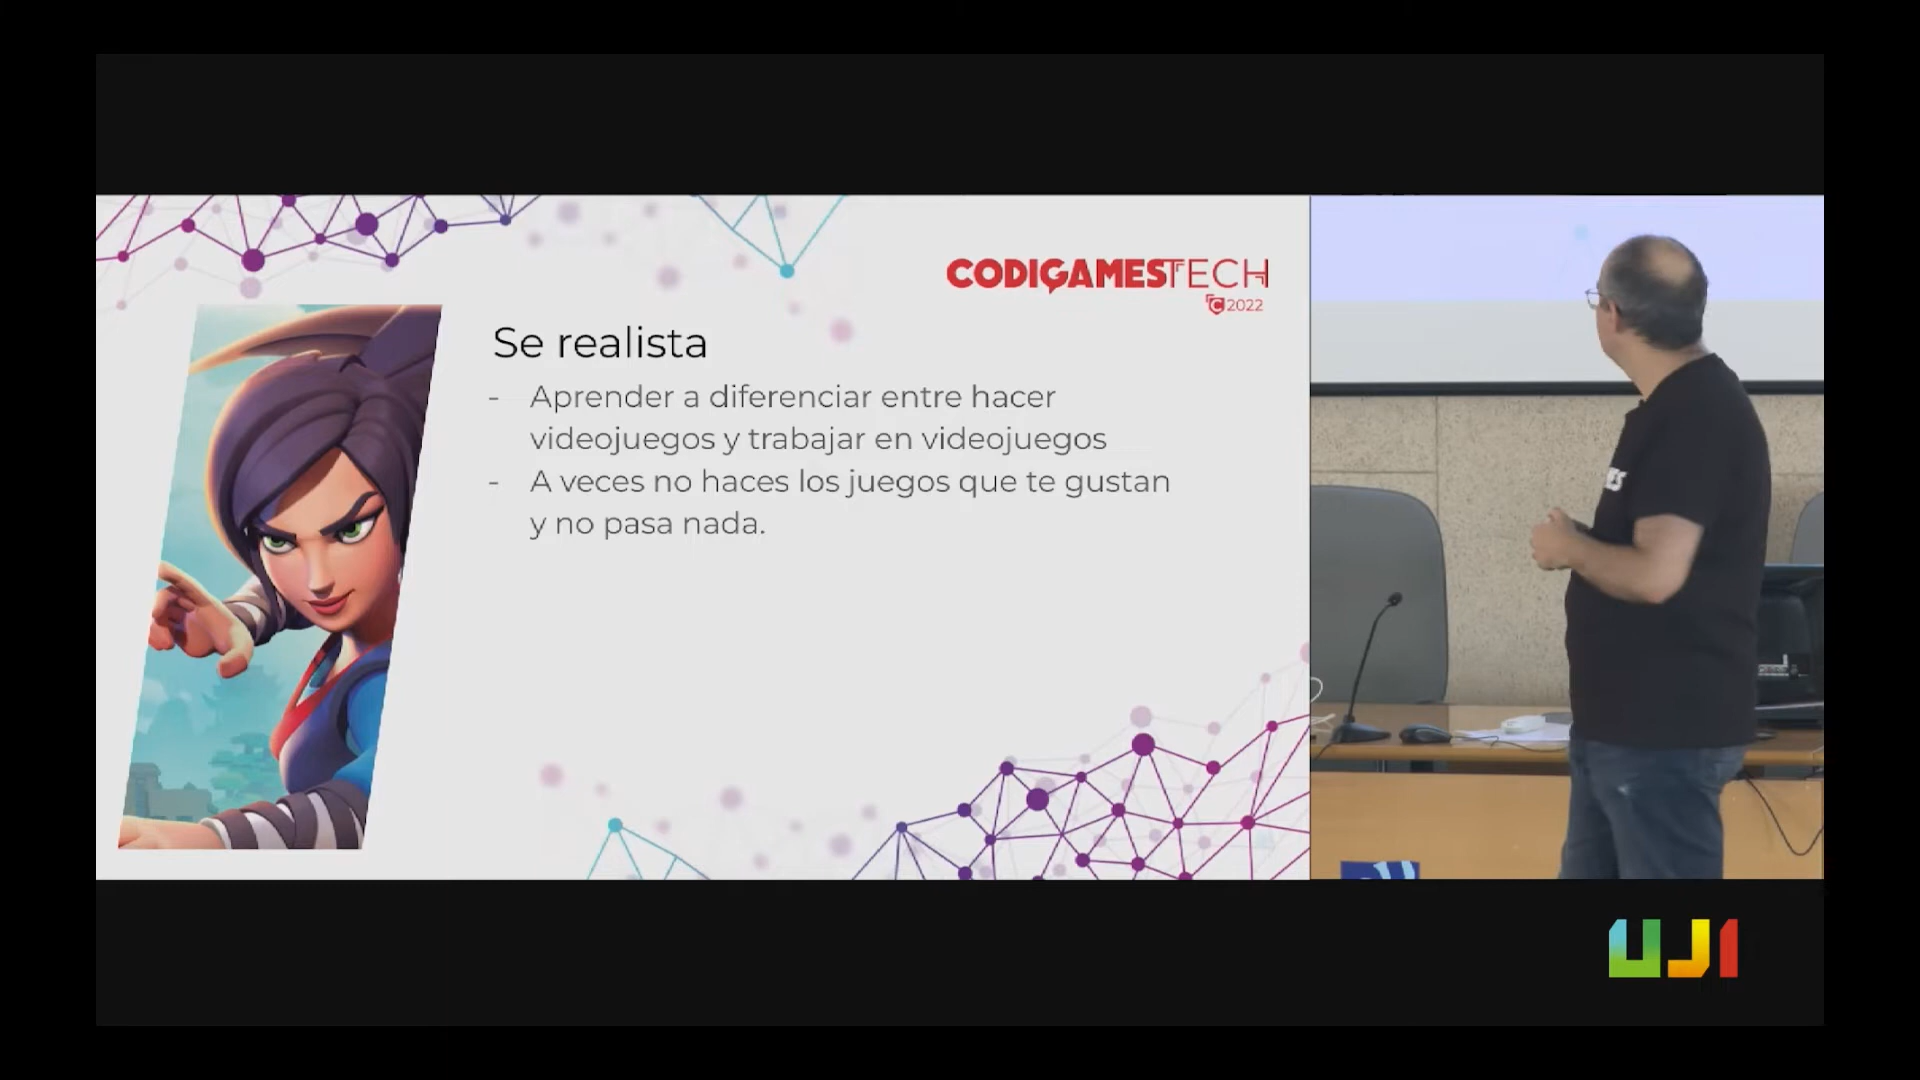 CODIGAMESTECH
C 2022
Se realista
- Aprender a diferenciar entre hacer
videojuegos y trabajar en videojuegos
- A veces no haces los juegos que te gustan
y no pasa nada.
UJI